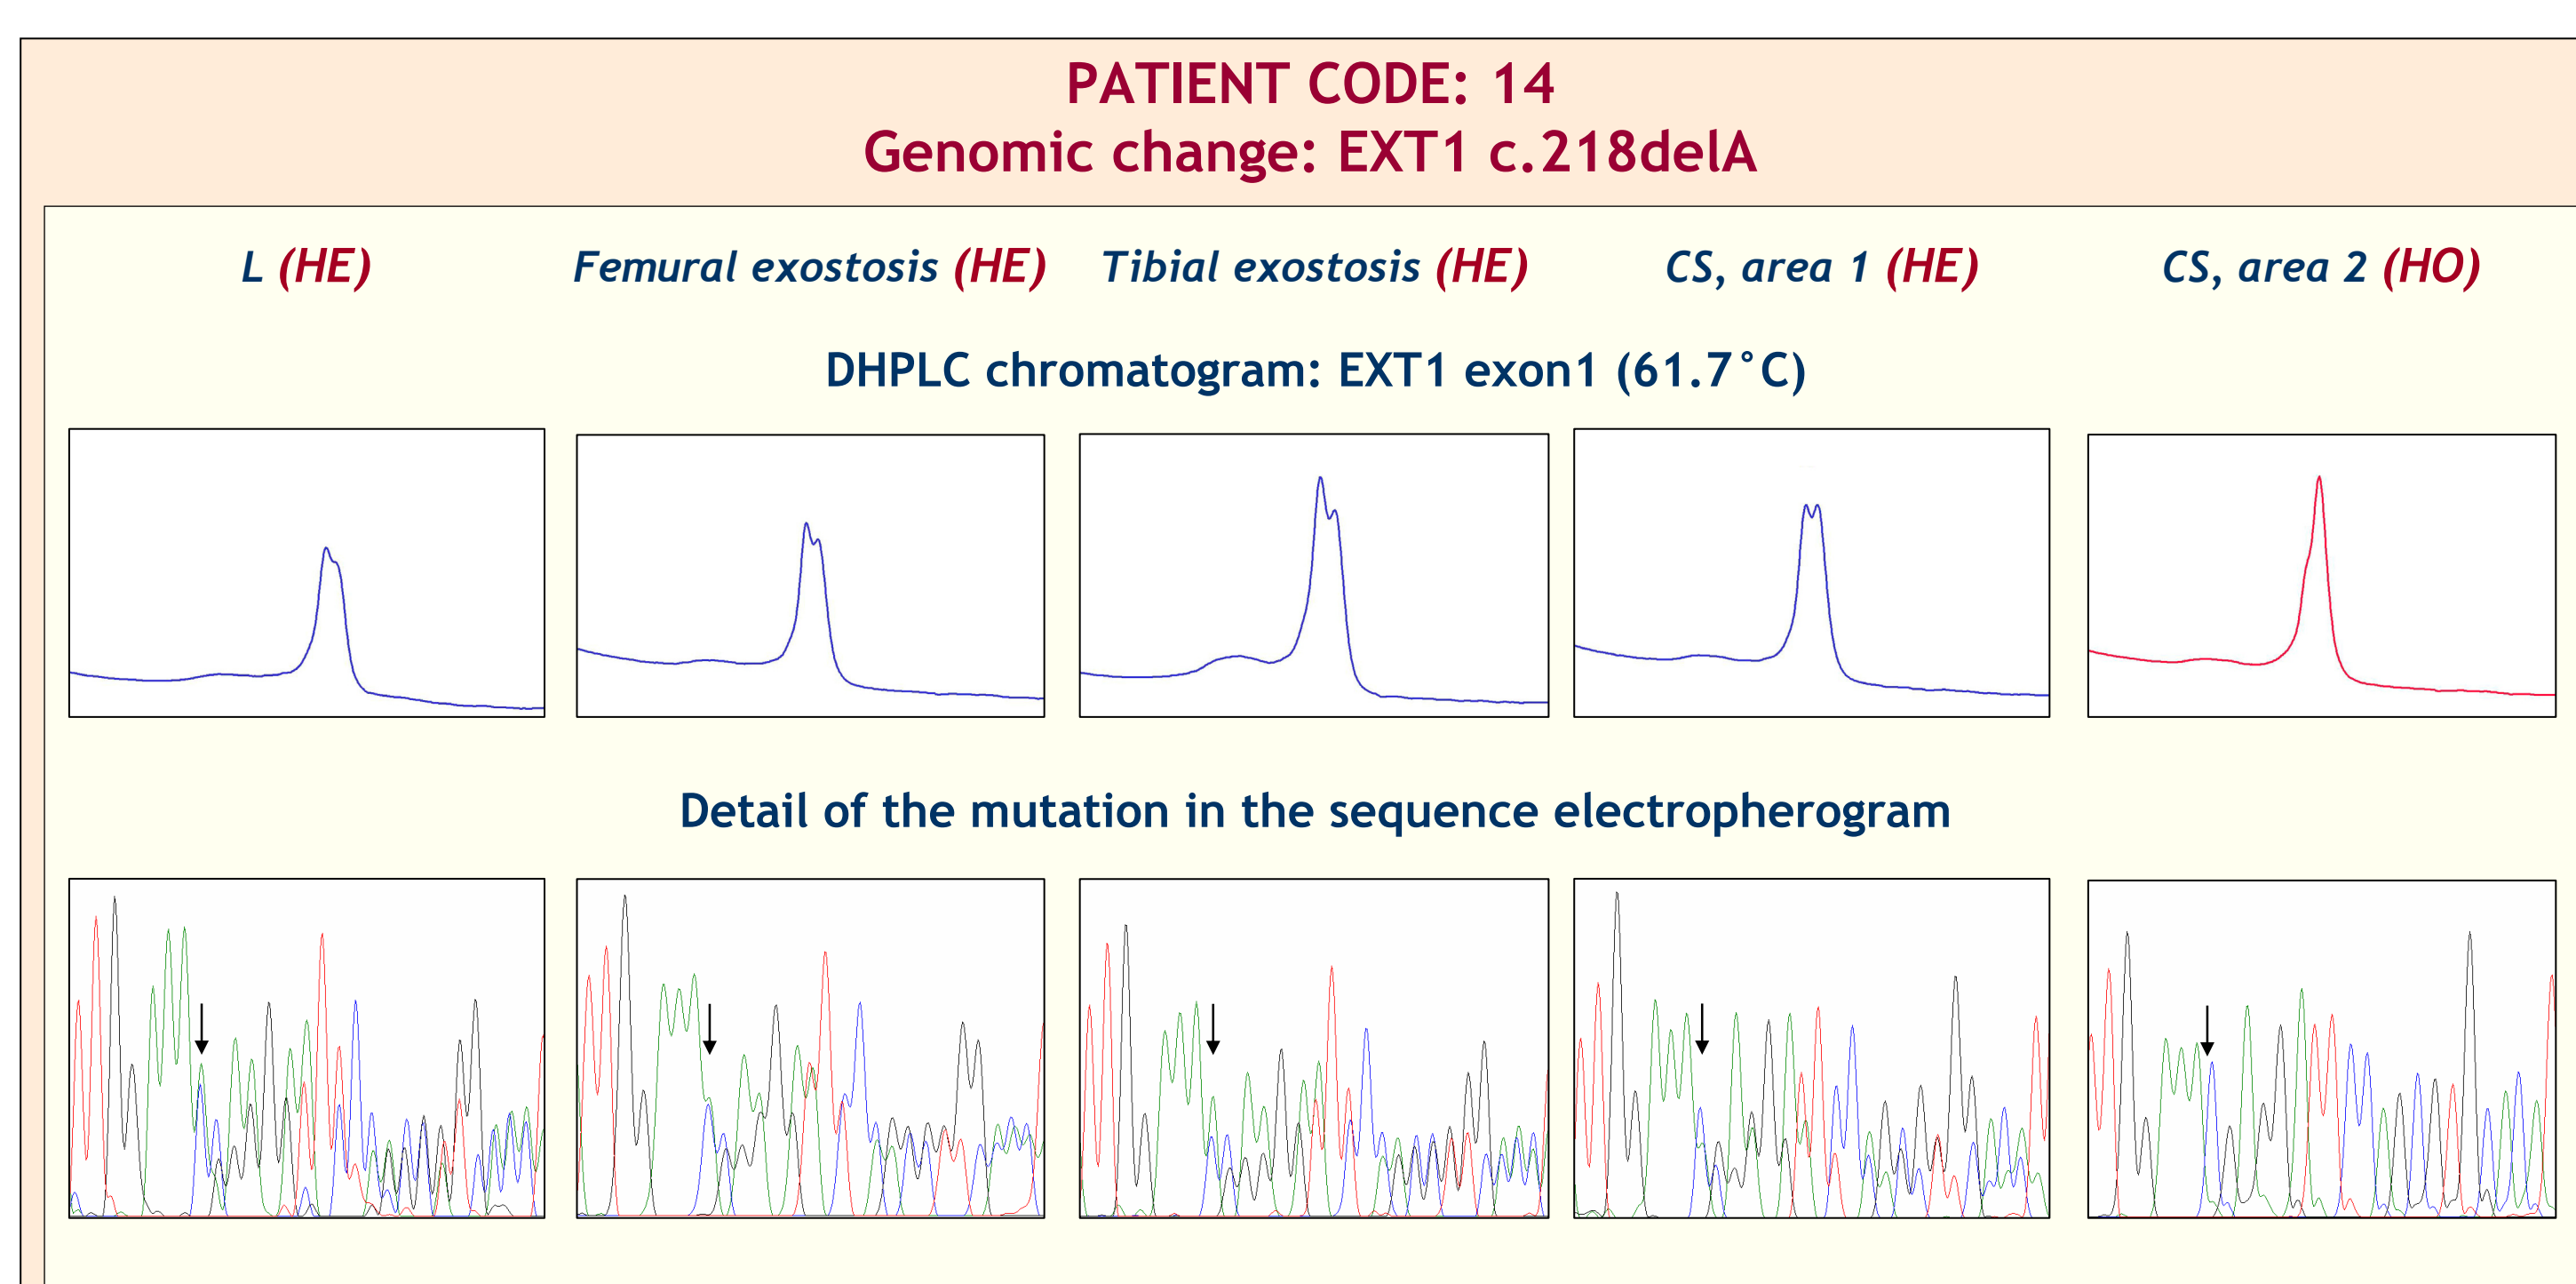 PATIENT CODE: 14
Genomic change: EXT1 c.218delA
L (HE) Femural exostosis (HE) Tibial exostosis (HE) CS, area 1 (HE) CS, area 2 (HO)
DHPLC chromatogram: EXT1 exon1 (61.7°C)
Detail of the mutation in the sequence electropherogram